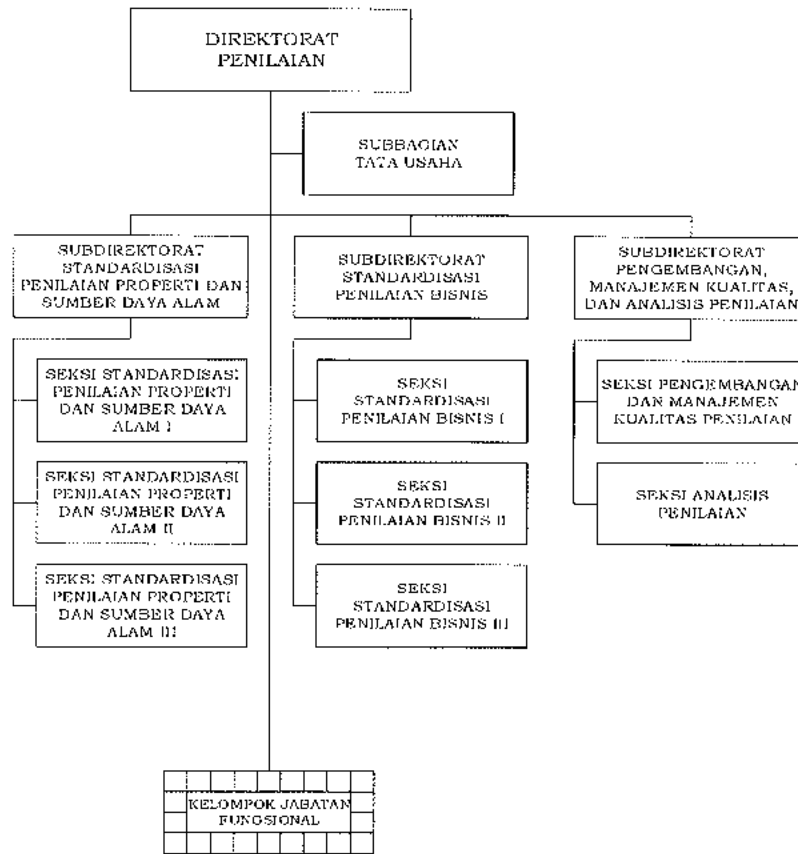 DIREKTORAT
PENILAIAN
SUBBAGIAN
TATA USAHA
SUBDIREKTORAT
STANDARDISASI
PENILAIAN PROPERTI DAN
SUMBER DAYA ALAM
SUBDIREKTORAT
STANDARDISASI
PENILAIAN BISNIS
SUBDIREKTORAT
PENGEMBANGAN,
MANAJEMEN KUALITAS,
DAN ANALISIS PENILAIAN
SEKSI STANDARDISASI
PENILAIAN PROPERTI
DAN SUMBER DAYA
ALAM I
SEKSI
STANDARDISASI
PENILAIAN BISNIS I
SEKSI PENGEMBANGAN
DAN MANAJEMEN
KUALITAS PENILAIAN
SEKSI STANDARDISASI
PENILAIAN PROPERTI
DAN SUMBER DAYA
ALAM II
SEKSI
STANDARDISASI
PENILAIAN BISNIS II
SEKSI ANALISIS
PENILAIAN
SEKSI STANDARDISASI
PENILAIAN PROPERTI
DAN SUMBER DAYA
ALAM III
SEKSI
STANDARDISASI
PENILAIAN BISNIS III
KELOMPOK JABATAN
FUNGSIONAL